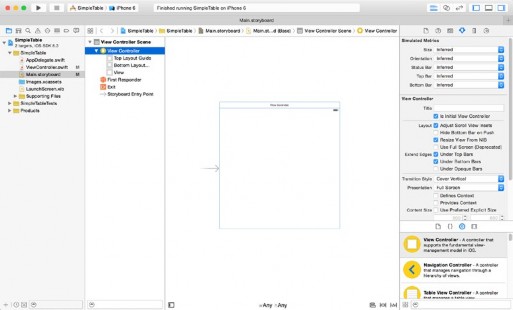 SimpleTable iPhone 6
Finished running SimpleTable on iPhone 6
Main.storyboard
SimpleTable
2 targets, iOS SDK 8.2
SimpleTable
AppDelegate.swift
ViewController.swift M
Main.storyboard M
Images.xcassets
LaunchScreen.xib
Supporting Files
SimpleTableTests
Products
SimpleTable
SimpleTable
Main.storyboard
View Controller Scene
View Controller
View Controller Scene
View Controller
Top Layout Guide
Bottom Layout...
View
First Responder
Exit
Storyboard Entry Point
View Controller
wAny hAny
Simulated Metrics
Size Inferred
Orientation Inferred
Status Bar Inferred
Top Bar Inferred
Bottom Bar Inferred
View Controller
Title
Is Initial View Controller
Layout Adjust Scroll View Insets
Hide Bottom Bar on Push
Resize View From NIB
Use Full Screen (Deprecated)
Extend Edges Under Top Bars
Under Bottom Bars
Under Opaque Bars
Transition Style Cover Vertical
Presentation Full Screen
Defines Context
Provides Context
Content Size Use Preferred Explicit Size
View Controller - A controller that
supports the fundamental view-
management model in iOS.
Navigation Controller - A controller
that manages navigation through a
hierarchy of views.
Table View Controller - A
controller that manages a table view.